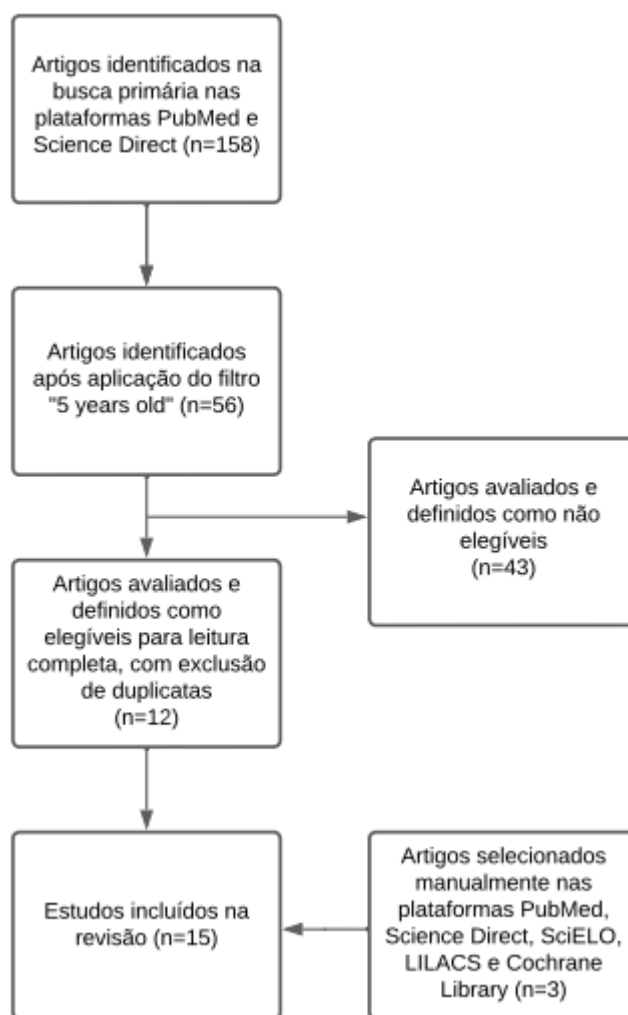 Artigos identificados na
busca primária nas
plataformas PubMed e
Science Direct (n=158)
Artigos identificados
após aplicação do filtro
"5 years old" (n=56)
Artigos avaliados e
definidos como não
elegíveis
(n=43)
Artigos avaliados e
definidos como
elegíveis para leitura
completa, com exclusão
de duplicatas
(n=12)
Estudos incluídos na
revisão (n=15)
Artigos selecionados
manualmente nas
plataformas PubMed,
Science Direct, SciELO,
LILACS e Cochrane
Library (n=3)